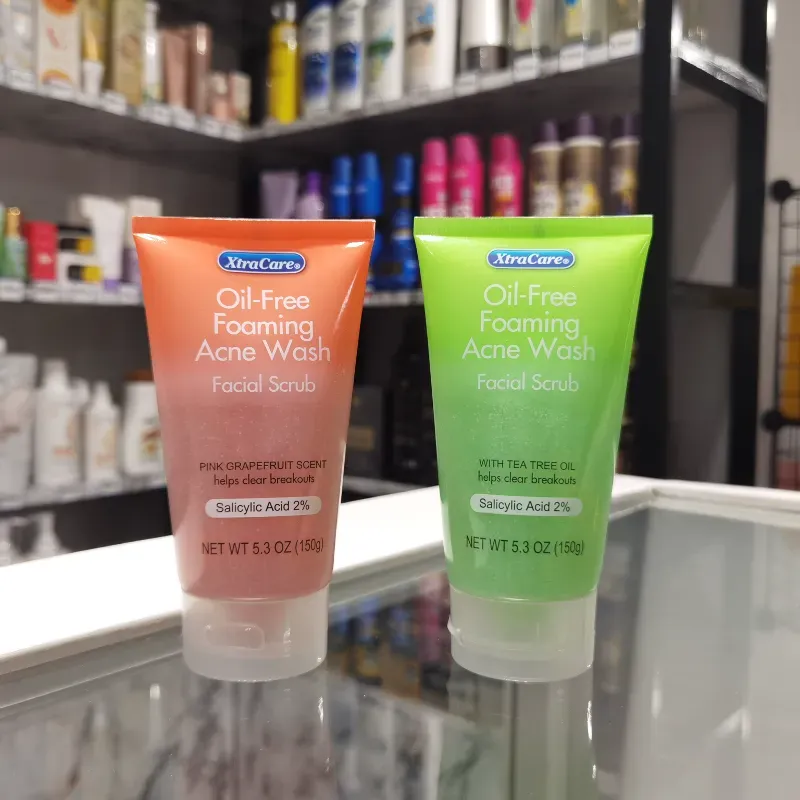 XtraCare®
Oil-Free
Foaming
Acne Wash
Facial Scrub
PINK GRAPEFRUIT SCENT
helps clear breakouts
Salicylic Acid 2%
NET WT 5.3 OZ (150g)
XtraCare®
Oil-Free
Foaming
Acne Wash
Facial Scrub
WITH TEA TREE OIL
helps clear breakouts
Salicylic Acid 2%
NET WT 5.3 OZ (150g)